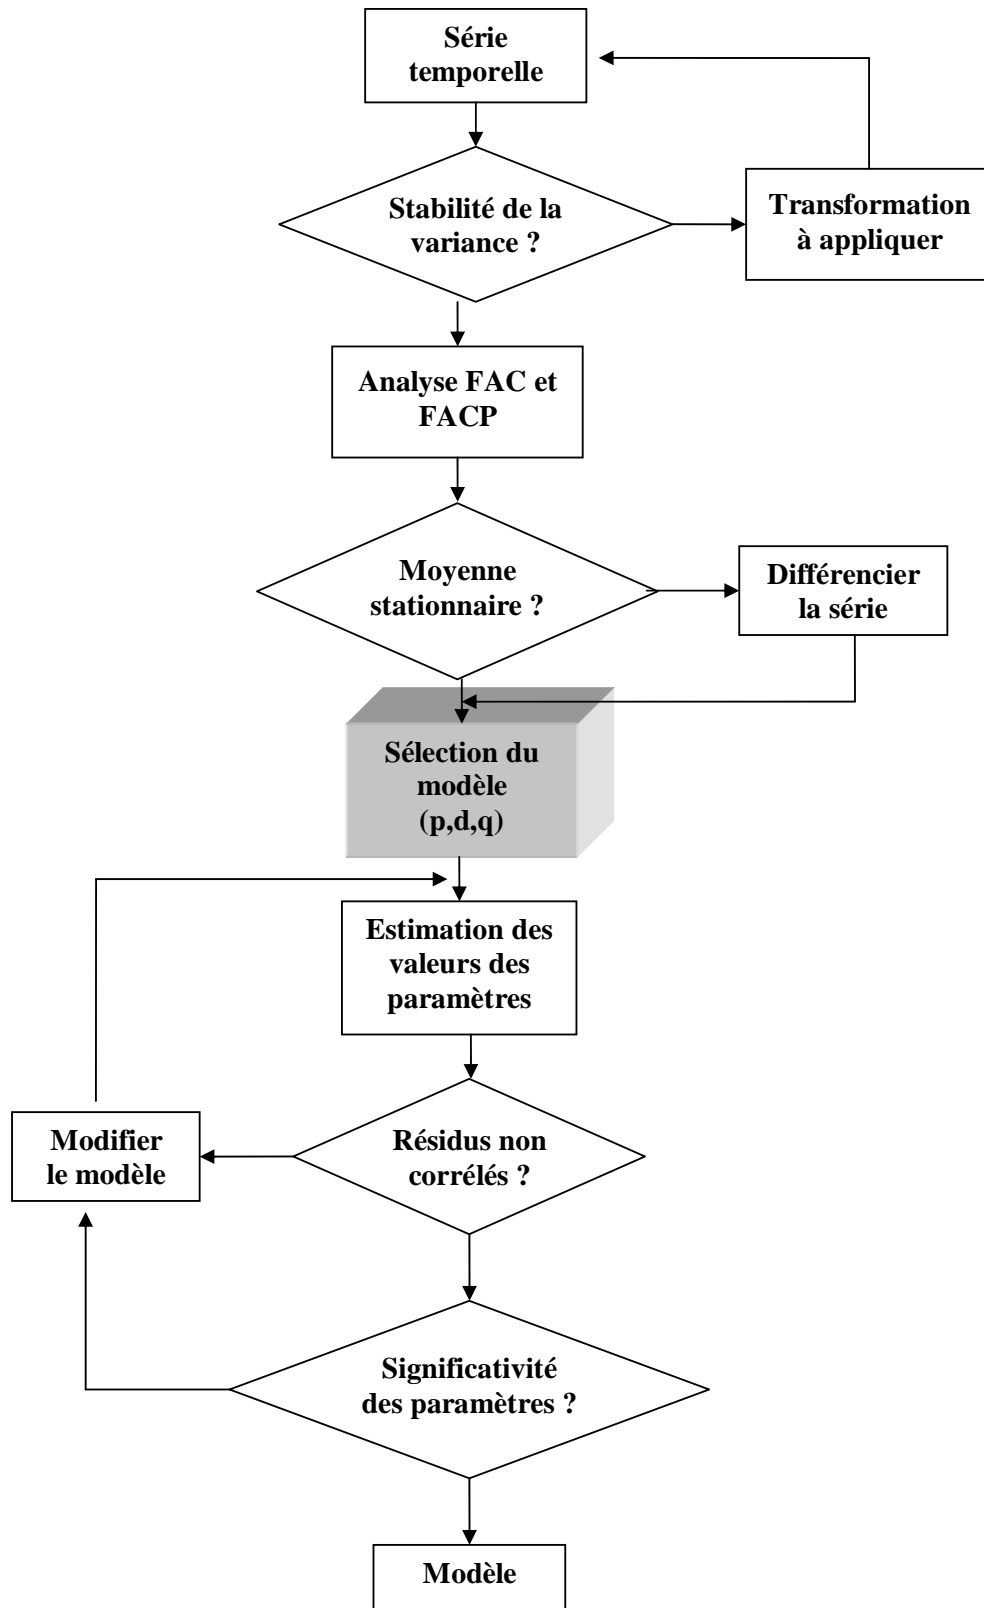 Série
temporelle
Stabilité de la
variance ?
Transformation
à appliquer
Analyse FAC et
FACP
Moyenne
stationnaire ?
Différencier
la série
Sélection du
modèle
(p,d,q)
Estimation des
valeurs des
paramètres
Modifier
le modèle
Résidus non
corrélés ?
Significativité
des paramètres ?
Modèle